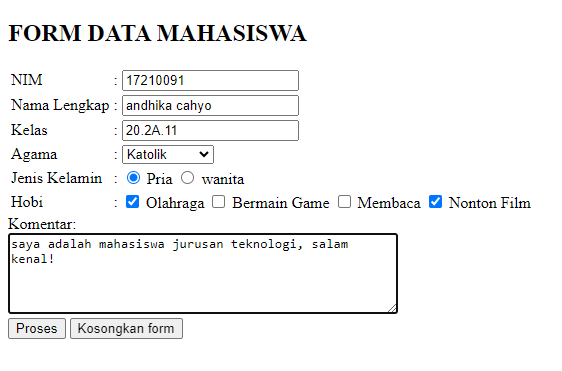 FORM DATA MAHASISWA
NIM : 17210091
Nama Lengkap : andhika cahyo
Kelas : 20.2A.11
Agama : Katolik
Jenis Kelamin : Pria wanita
Hobi : Olahraga Bermain Game Membaca Nonton Film
Komentar:
saya adalah mahasiswa jurusan teknologi, salam
kenal!
Proses Kosongkan form